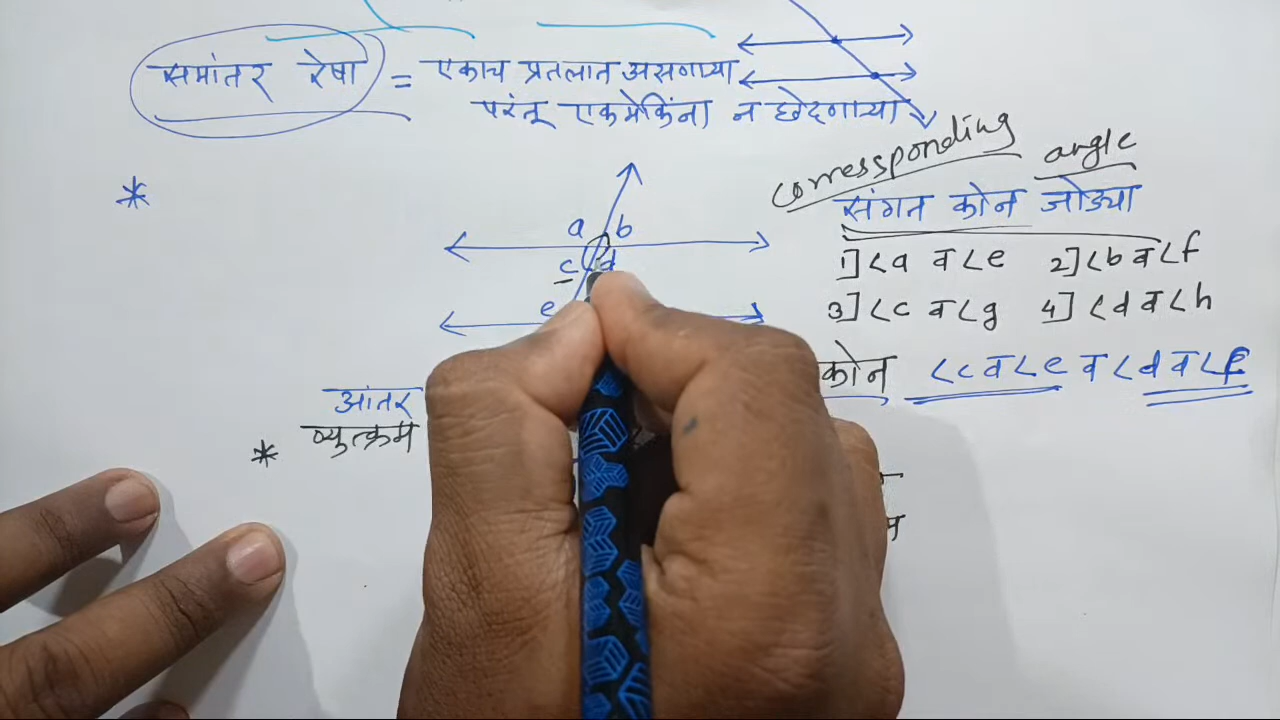 समांतर रेषा = एकाच प्रतलात असणाऱ्या
परंतू एकमेकिंना न छेदणाऱ्या
corresponding angle
संगत कोन जोड्या
*
a b
c d
e
1] <a व <e 2] <b व <f
3] <c व <g 4] <d व <h
कोन <c व <e व <d व <f
आंतर
* व्युत्क्रम